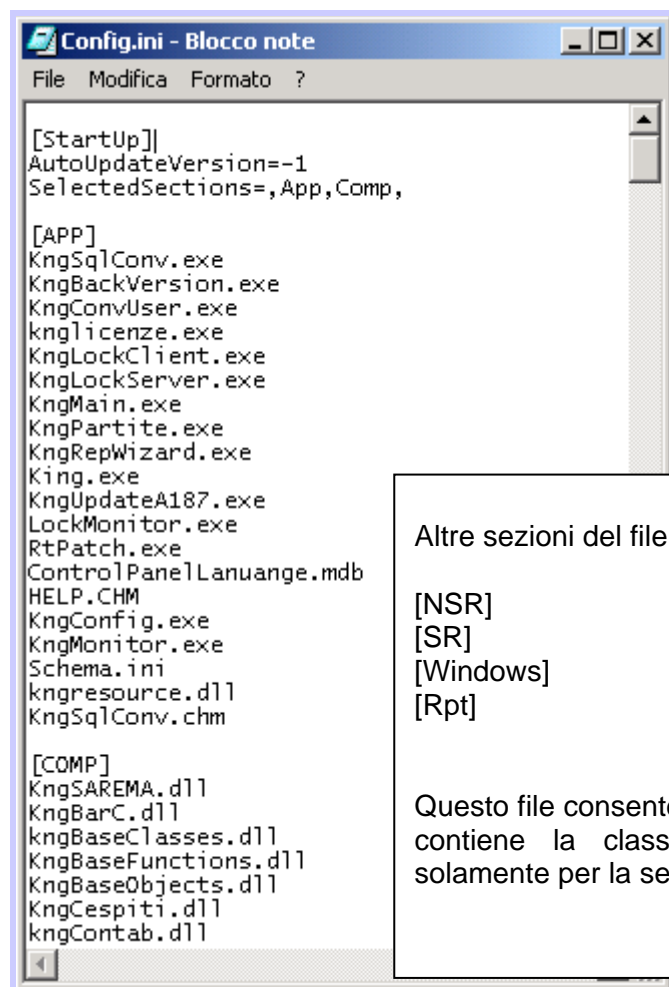 Config.ini - Blocco note
File Modifica Formato ?
[StartUp]
AutoUpdateVersion=-1
SelectedSections=,App,Comp,
[APP]
KngSqlConv.exe
KngBackVersion.exe
KngConvUser.exe
knglicenze.exe
KngLockClient.exe
KngLockServer.exe
KngMain.exe
KngPartite.exe
KngRepWizard.exe
King.exe
KngUpdateA187.exe
LockMonitor.exe
RtPatch.exe
ControlPanelLanuange.mdb
HELP.CHM
KngConfig.exe
KngMonitor.exe
Schema.ini
kngresource.dll
KngSqlConv.chm
[COMP]
KngSAREMA.dll
KngBarC.dll
kngBaseClasses.dll
KngBaseFunctions.dll
KngBaseObjects.dll
KngCespiti.dll
kngContab.dll
Altre sezioni del file
[NSR]
[SR]
[Windows]
[Rpt]
Questo file
contiene la
solamente per la